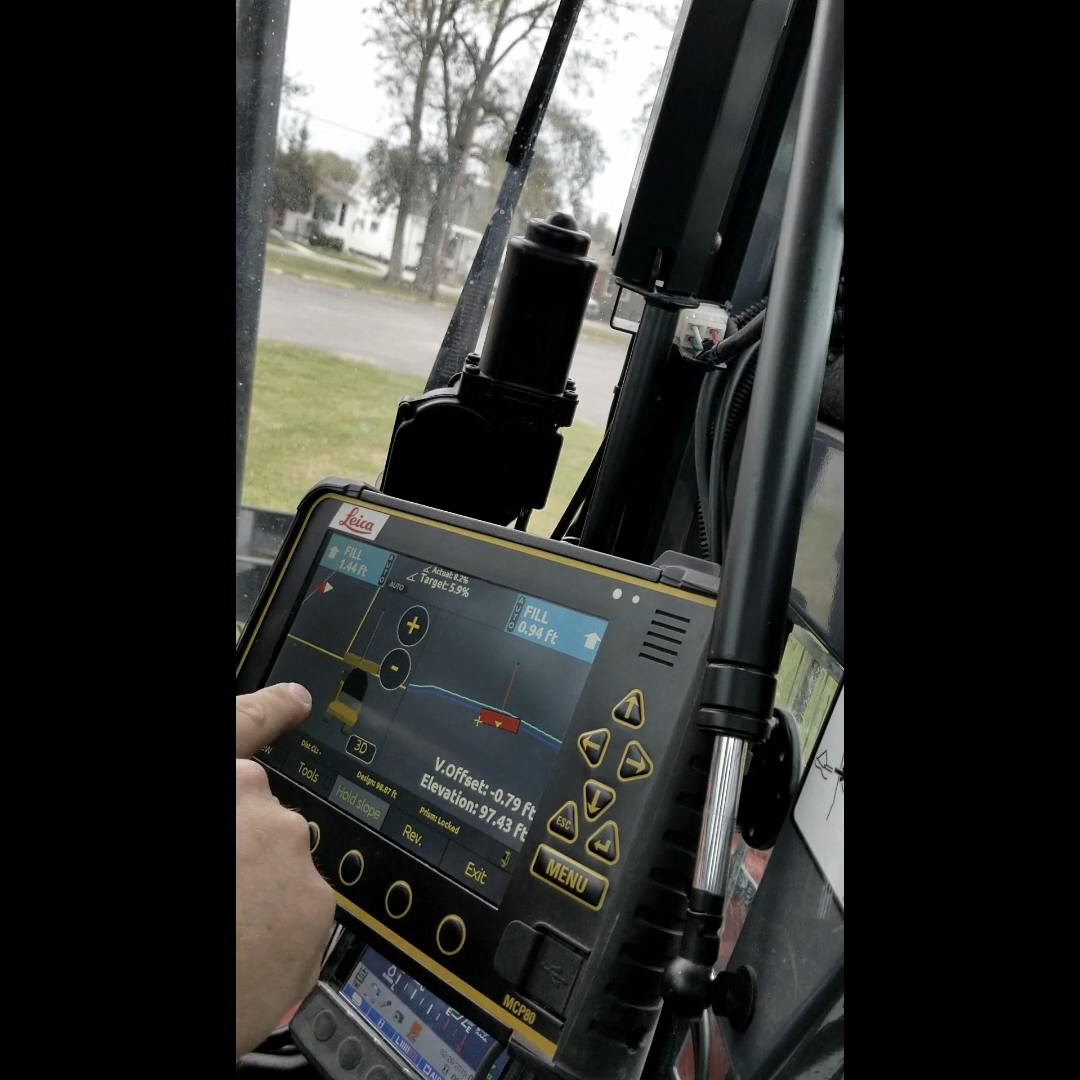 Leica
FILL
1.44 ft
AUTO
AUTO
Actual: 8.2%
Target: 5.9%
AUTO
FILL
0.94 ft
+
-
3D
V.Offset: -0.79 ft
Elevation: 97.43 ft
Design: 98.87 ft
Prism: Locked
Tools
Hold slope
Rev.
Exit
ESC
MENU
MCP80